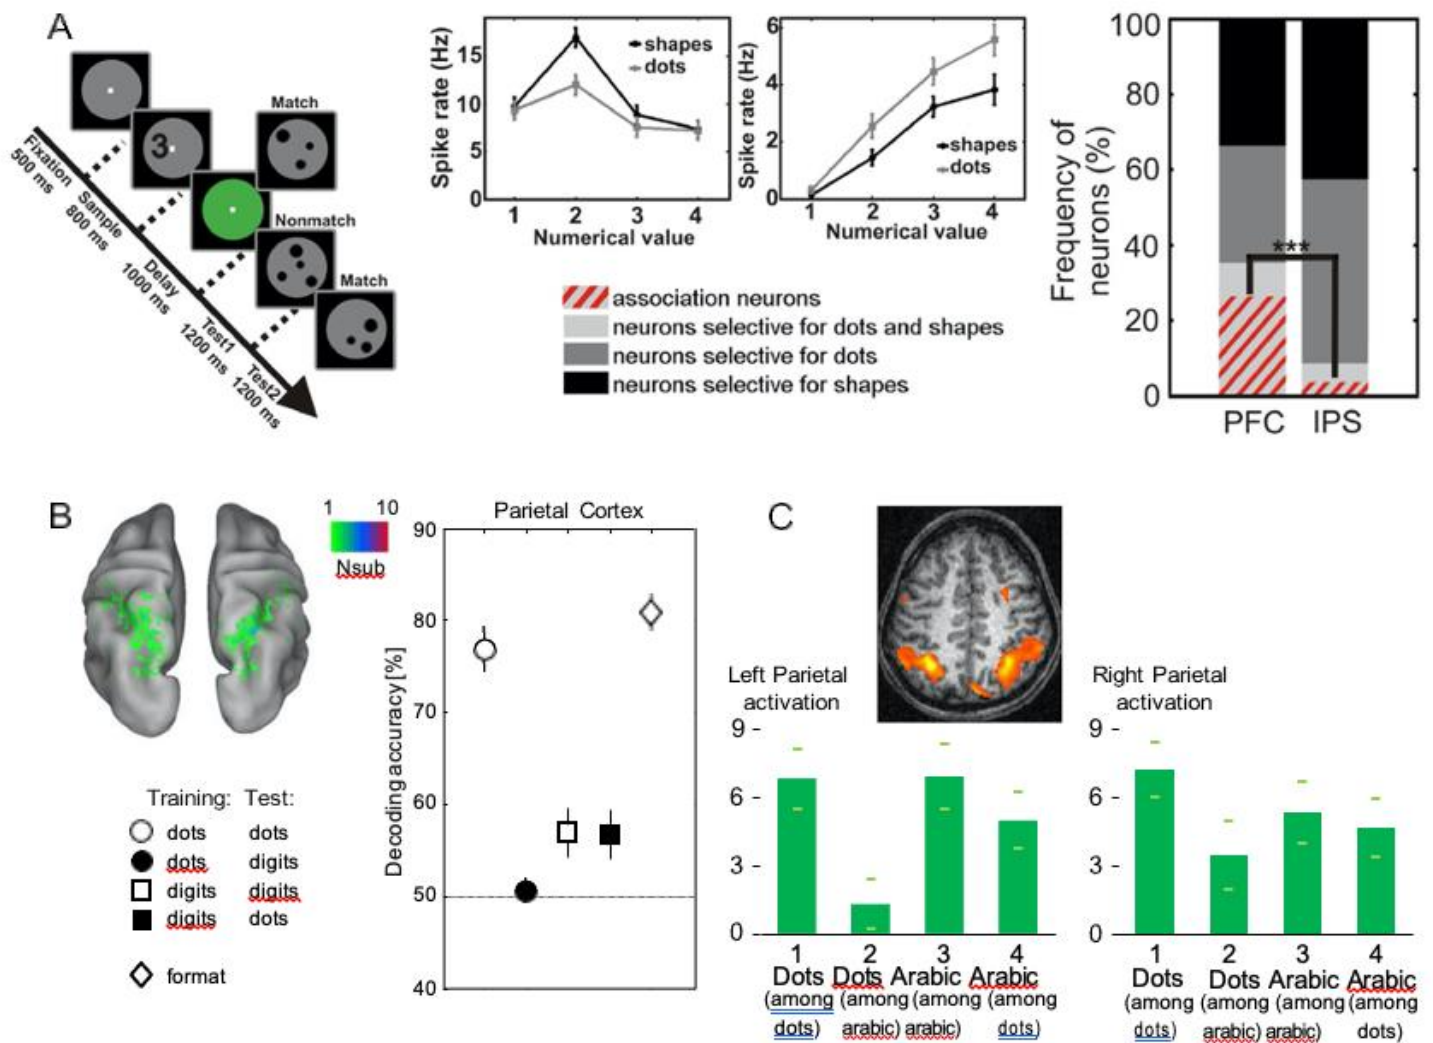 A
3
Match
Nonmatch
Match
Fixation
500 ms
Sample
800 ms
Delay
1000 ms
Test1
1200 ms
Test2
1200 ms
Spike rate (Hz)
15
10
5
0
shapes
dots
1 2 3 4
Numerical value
Spike rate (Hz)
6
4
2
0
shapes
dots
1 2 3 4
Numerical value
association neurons
neurons selective for dots and shapes
neurons selective for dots
neurons selective for shapes
Frequency of
neurons (%)
100
80
60
40
20
0
***
PFC IPS
B
1 10
Nsub
Training: Test:
dots dots
dots digits
digits digits
digits dots
format
Parietal Cortex
Decoding accuracy [%]
90
80
70
60
50
40
C
Left Parietal
activation
9
6
3
0
1 2 3 4
Dots Dots Arabic Arabic
(among (among (among (among
dots) arabic) arabic) dots)
Right Parietal
activation
9
6
3
0
1 2 3 4
Dots Dots Arabic Arabic
(among (among (among (among
dots) arabic) arabic) dots)